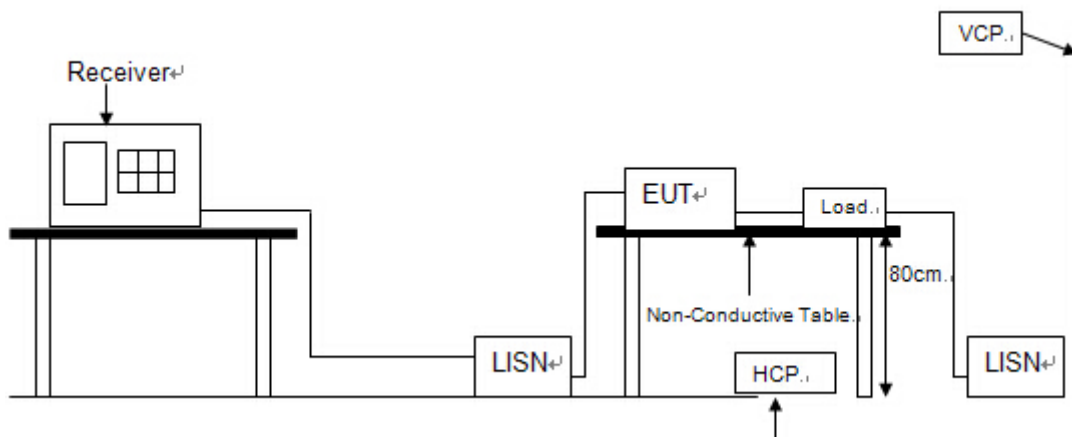 VCP.
Receiver↵
EUT↵
Load.
80cm.
Non-Conductive Table.
LISN↵
HCP.
LISN↵